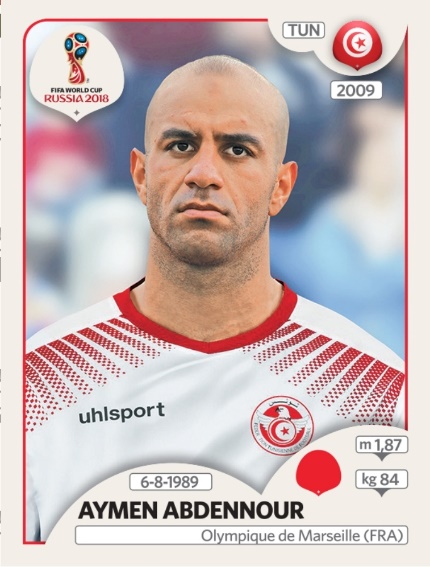 TUN
FIFA WORLD CUP
RUSSIA 2018
2009
uhlsport
m 1,87
kg 84
6-8-1989
AYMEN ABDENNOUR
Olympique de Marseille (FRA)